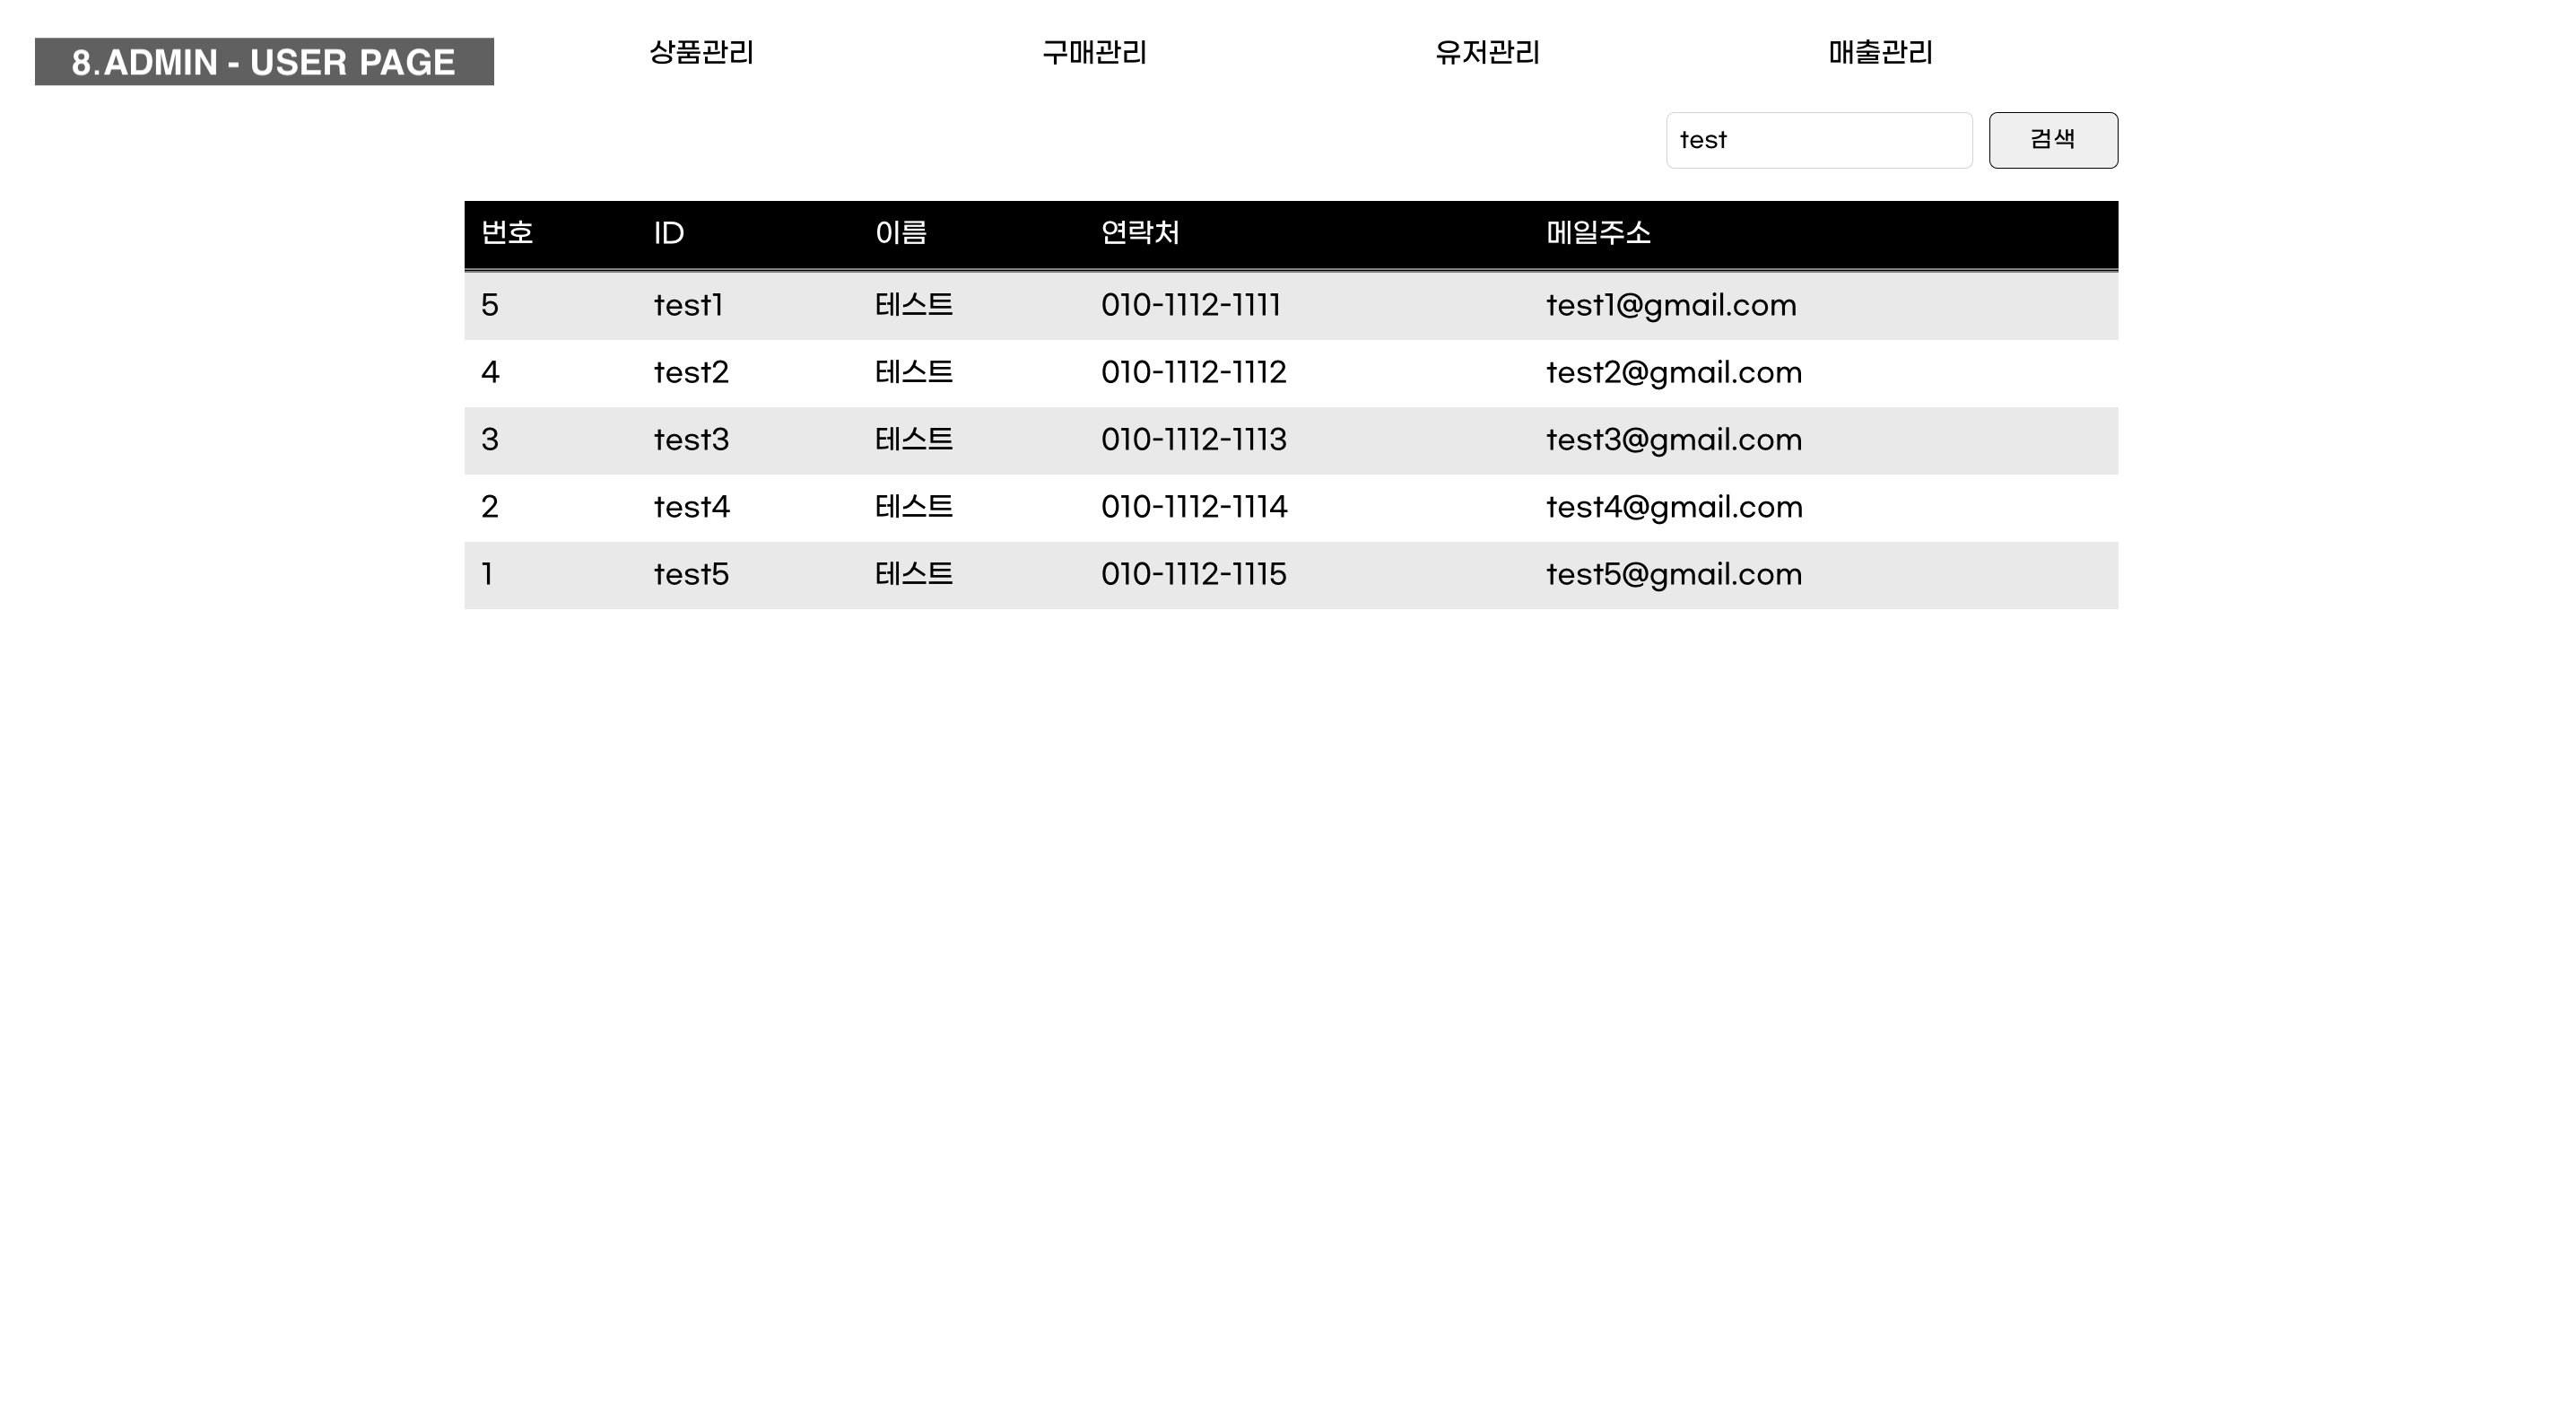 8.ADMIN - USER PAGE
상품관리 구매관리 유저관리 매출관리
test 검색
번호 ID 이름 연락처 메일주소
5 test1 테스트 010-1112-1111 test1@gmail.com
4 test2 테스트 010-1112-1112 test2@gmail.com
3 test3 테스트 010-1112-1113 test3@gmail.com
2 test4 테스트 010-1112-1114 test4@gmail.com
1 test5 테스트 010-1112-1115 test5@gmail.com